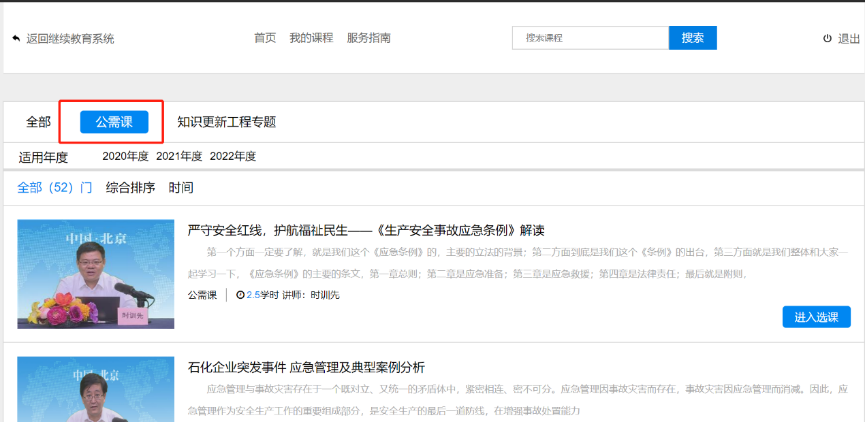 返回继续教育系统 首页 我的课程 服务指南 搜索课程 搜索 退出
全部 公需课 知识更新工程专题
适用年度 2020年度 2021年度 2022年度
全部（52）门 综合排序 时间
中国·北京
时训先
严守安全红线，护航福祉民生——《生产安全事故应急条例》解读
第一个方面一定要了解，就是我们这个《应急条例》的，主要的立法的背景；第二方面到底是我们这个《条例》的出台，第三方面就是我们整体和大家一
起学习一下，《应急条例》的主要的条文，第一章总则；第二章是应急准备；第三章是应急救援；第四章是法律责任；最后就是附则。
公需课 2.5学时 讲师：时训先
进入选课
中国·北京
石化企业突发事件 应急管理及典型案例分析
应急管理与事故灾害存在于一个既对立、又统一的矛盾体中，紧密相连、密不可分。应急管理因事故灾害而存在，事故灾害因应急管理而消减。因此，应
急管理作为安全生产工作的重要组成部分，是安全生产的最后一道防线，在增强事故处置能力